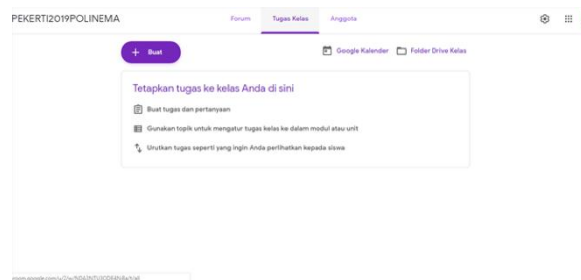 PEKERTI2019POLINEMA
Forum
Tugas Kelas
Anggota
+ Buat
Google Kalender
Folder Drive Kelas
Tetapkan tugas ke kelas Anda di sini
Buat tugas dan pertanyaan
Gunakan topik untuk mengatur tugas kelas ke dalam modul atau unit
Urutkan tugas seperti yang ingin Anda perlihatkan kepada siswa